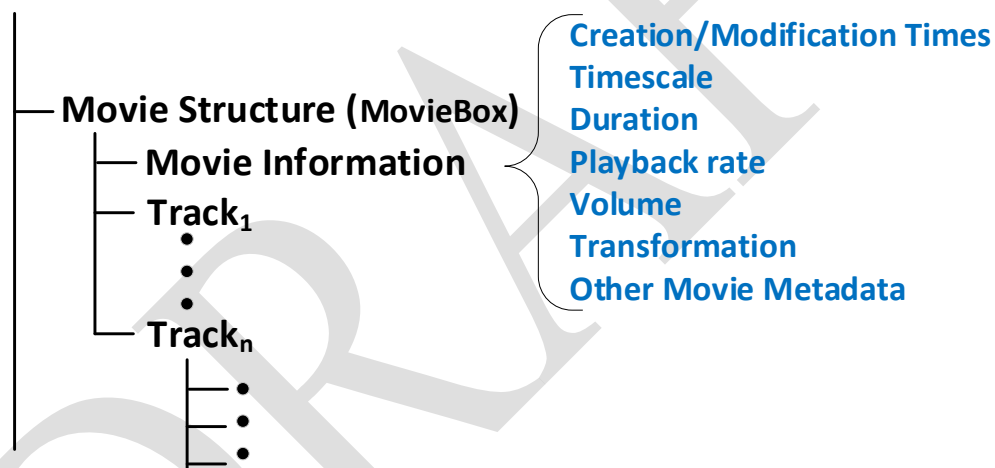 Creation/Modification Times
Timescale
Movie Structure (MovieBox)
Duration
Movie Information
Playback rate
Track₁
Volume
Transformation
Other Movie Metadata
Trackₙ
DRAF